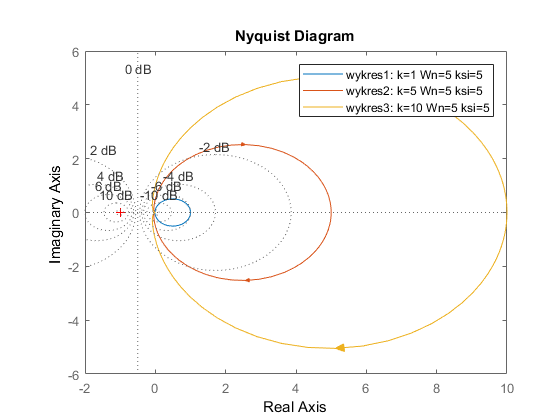 Nyquist Diagram
6
4
2
0
-2
-4
-6
-2
0
2
4
6
8
10
Imaginary Axis
Real Axis
0 dB
2 dB
-2 dB
4 dB
-4 dB
6 dB
-6 dB
10 dB
-10 dB
wykres1: k=1 Wn=5 ksi=5
wykres2: k=5 Wn=5 ksi=5
wykres3: k=10 Wn=5 ksi=5